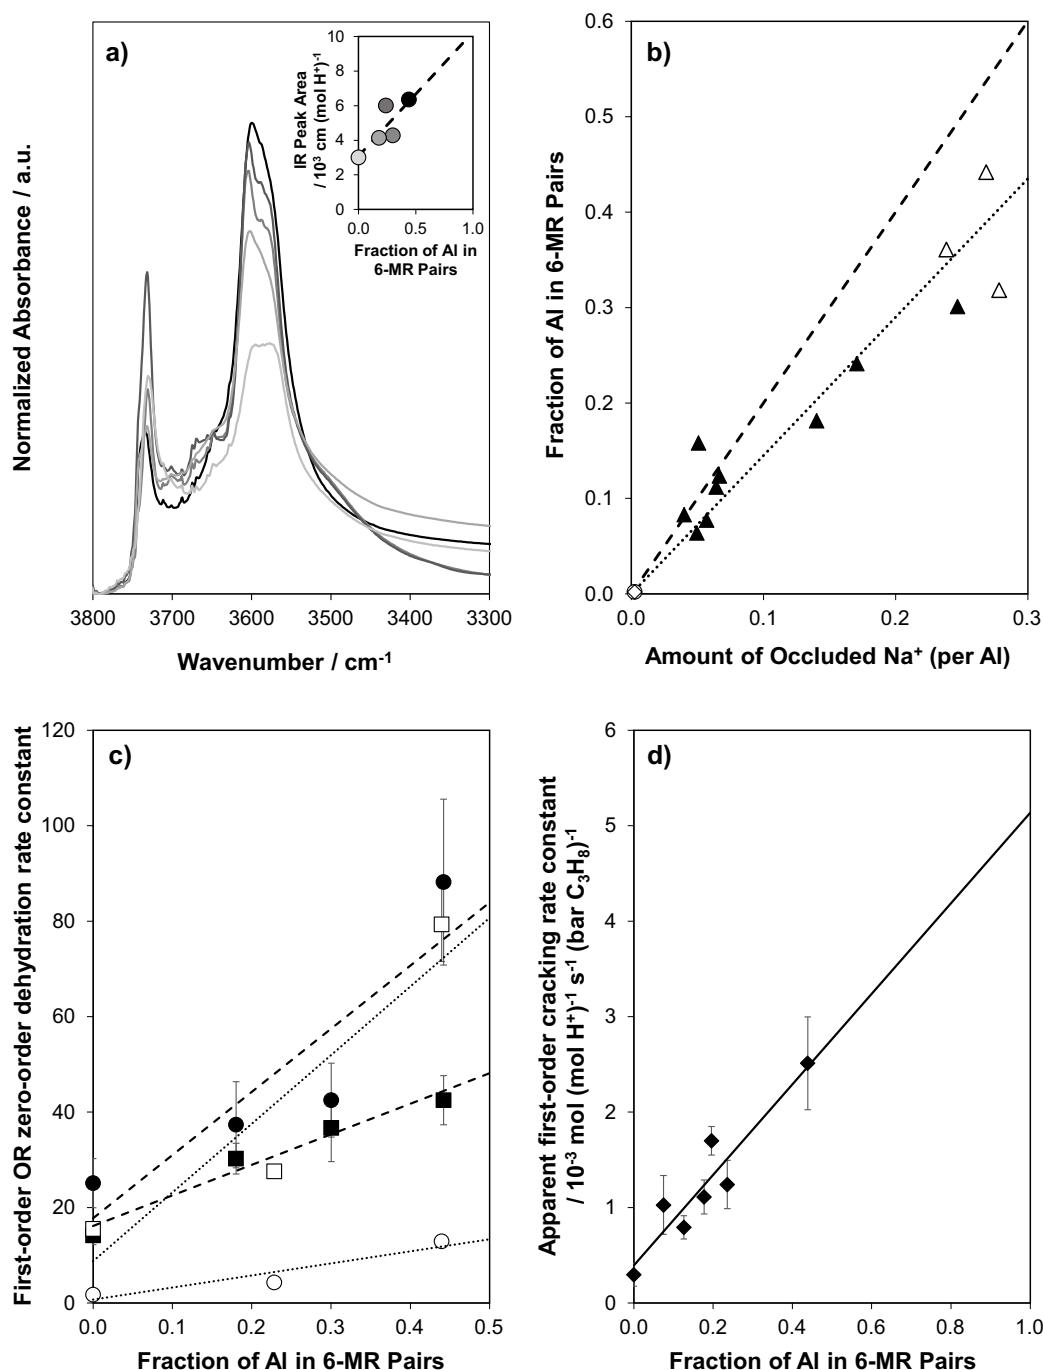 a)
Normalized Absorbance / a.u.
3800 3700 3600 3500 3400 3300
Wavenumber / cm⁻¹
IR Peak Area
/ 10³ cm (mol H⁺)⁻¹
10
8
6
4
2
0
0.0 0.5 1.0
Fraction of Al in
6-MR Pairs
b)
Fraction of Al in 6-MR Pairs
0.6
0.5
0.4
0.3
0.2
0.1
0.0
0.0 0.1 0.2 0.3
Amount of Occluded Na⁺ (per Al)
c)
First-order OR zero-order dehydration rate constant
120
100
80
60
40
20
0
0.0 0.1 0.2 0.3 0.4 0.5
Fraction of Al in 6-MR Pairs
d)
Apparent first-order cracking rate constant
/ 10⁻³ mol (mol H⁺)⁻¹ s⁻¹ (bar C₃H₈)⁻¹
6
5
4
3
2
1
0
0.0 0.2 0.4 0.6 0.8 1.0
Fraction of Al in 6-MR Pairs